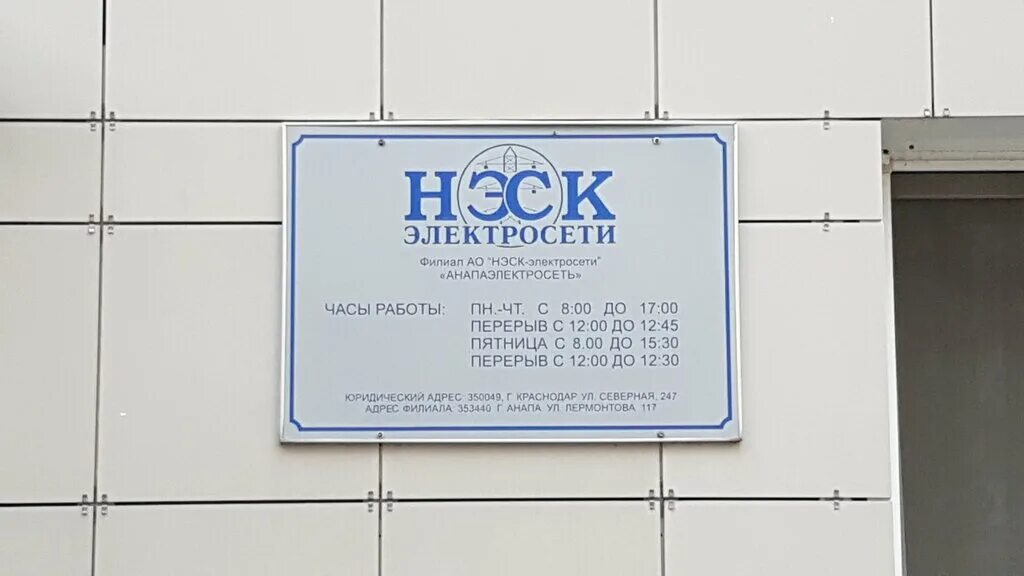 НЭСК
ЭЛЕКТРОСЕТИ
Филиал АО "НЭСК-электросети"
«АНАПАЭЛЕКТРОСЕТЬ»
ЧАСЫ РАБОТЫ: ПН.-ЧТ. С 8:00 ДО 17:00
ПЕРЕРЫВ С 12:00 ДО 12:45
ПЯТНИЦА С 8.00 ДО 15:30
ПЕРЕРЫВ С 12:00 ДО 12:30
ЮРИДИЧЕСКИЙ АДРЕС: 350049, Г. КРАСНОДАР УЛ. СЕВЕРНАЯ, 247
АДРЕС ФИЛИАЛА 353440 Г АНАПА УЛ ЛЕРМОНТОВА 117